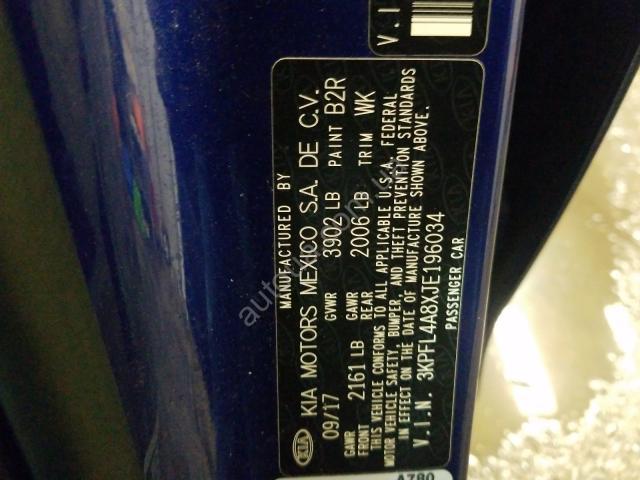 V.I
KIA
MANUFACTURED BY
KIA MOTORS MEXICO S.A. DE C.V.
09/17 GVWR 3902 LB PAINT B2R
GAWR FRONT 2161 LB GAWR REAR 2006 LB TRIM WK
THIS VEHICLE CONFORMS TO ALL APPLICABLE U.S.A. FEDERAL
MOTOR VEHICLE SAFETY, BUMPER, AND THEFT PREVENTION STANDARDS
IN EFFECT ON THE DATE OF MANUFACTURE SHOWN ABOVE.
V.I.N. 3KPFL4A8XJE196034
PASSENGER CAR
A780